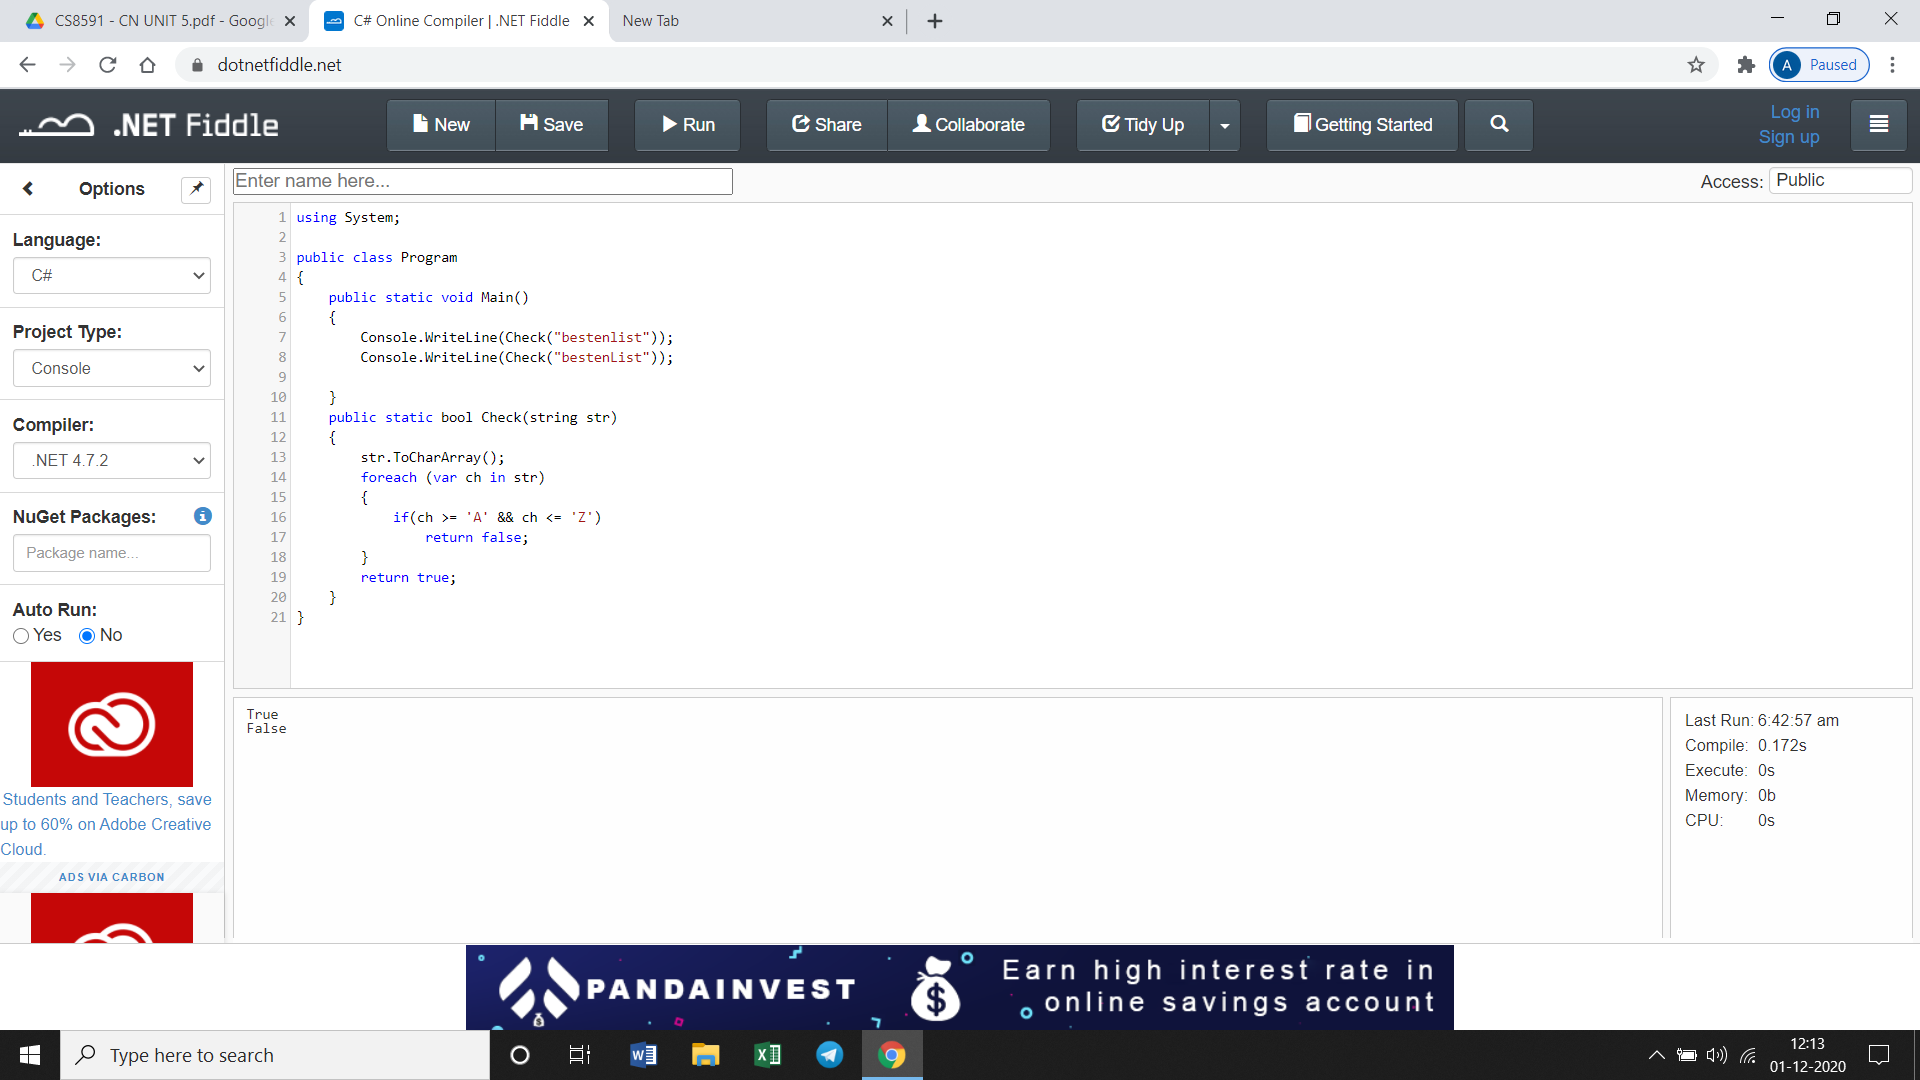 CS8591 - CN UNIT 5.pdf - Google
C# Online Compiler | .NET Fiddle
New Tab
dotnetfiddle.net
A Paused
.NET Fiddle
New
Save
Run
Share
Collaborate
Tidy Up
Getting Started
Log in
Sign up
Options
Enter name here...
Access: Public
Language:
C#
Project Type:
Console
Compiler:
.NET 4.7.2
NuGet Packages:
Package name...
Auto Run:
Yes No
Students and Teachers, save
up to 60% on Adobe Creative
Cloud.
ADS VIA CARBON
1 using System;
2
3 public class Program
4 {
5 public static void Main()
6 {
7 Console.WriteLine(Check("bestenlist"));
8 Console.WriteLine(Check("bestenList"));
9
10 }
11 public static bool Check(string str)
12 {
13 str.ToCharArray();
14 foreach (var ch in str)
15 {
16 if(ch >= 'A' && ch <= 'Z')
17 return false;
18 }
19 return true;
20 }
21 }
True
False
Last Run: 6:42:57 am
Compile: 0.172s
Execute: 0s
Memory: 0b
CPU: 0s
PANDAINVEST
Earn high interest rate in
online savings account
Type here to search
12:13
01-12-2020